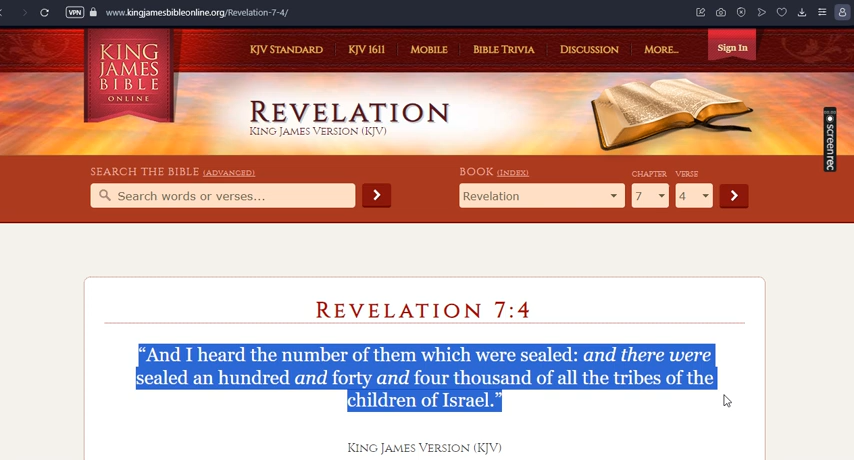 VPN www.kingjamesbibleonline.org/Revelation-7-4/
KING
JAMES
BIBLE
ONLINE
KJV STANDARD KJV 1611 MOBILE BIBLE TRIVIA DISCUSSION MORE... Sign In
REVELATION
KING JAMES VERSION (KJV)
screenrec
SEARCH THE BIBLE (ADVANCED) BOOK (INDEX) CHAPTER VERSE
Search words or verses... Revelation 7 4
REVELATION 7:4
“And I heard the number of them which were sealed: and there were
sealed an hundred and forty and four thousand of all the tribes of the
children of Israel.”
KING JAMES VERSION (KJV)